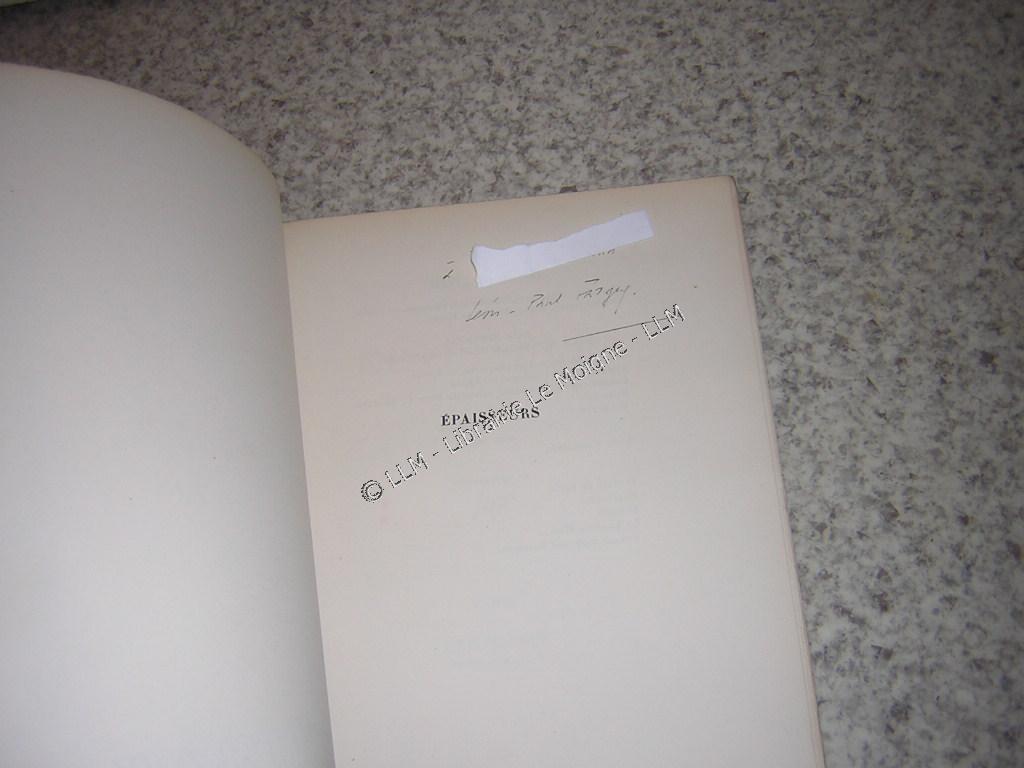 à
Léon-Paul Fargue.
ÉPAISSEURS
© LLM - Librairie Le Moigne - LLM